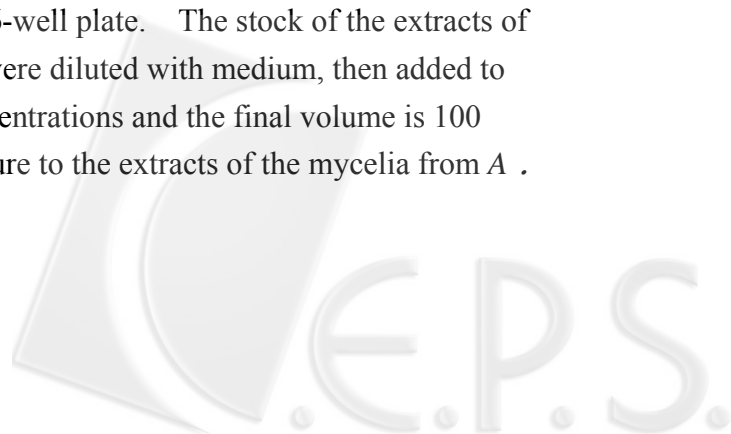 -well plate. The stock of the extracts of
were diluted with medium, then added to
entrations and the final volume is 100
ure to the extracts of the mycelia from A .
C.E.P.S.